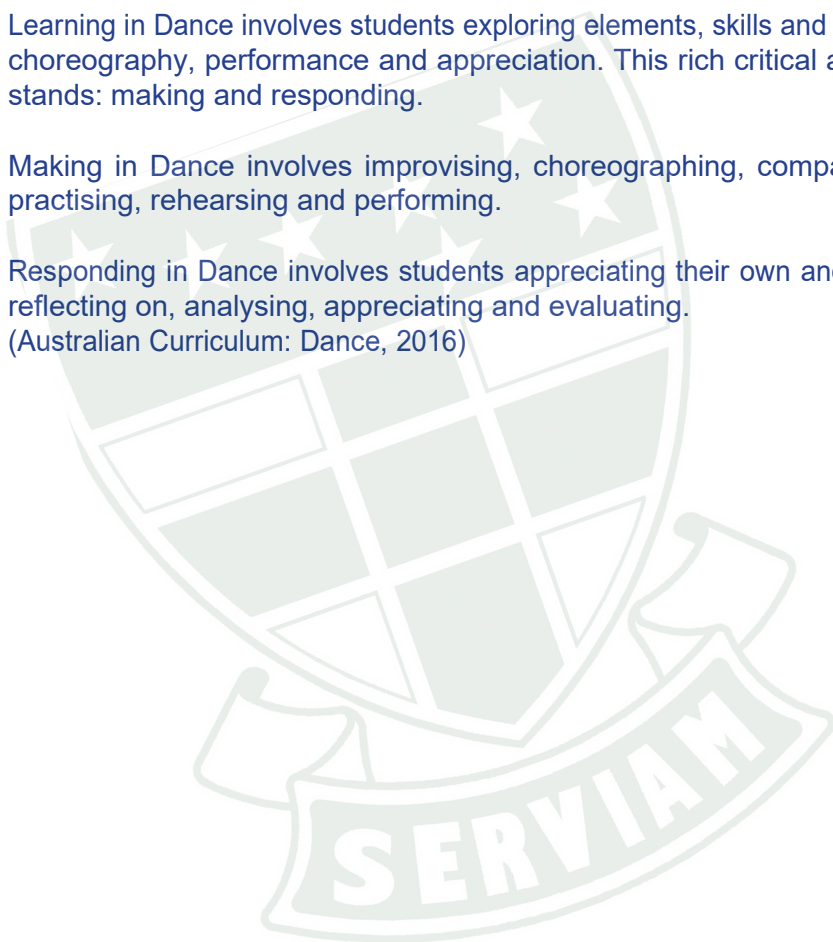 Learning in Dance involves students exploring elements, skills and
choreography, performance and appreciation. This rich critical a
stands: making and responding.
Making in Dance involves improvising, choreographing, compa
practising, rehearsing and performing.
Responding in Dance involves students appreciating their own an
reflecting on, analysing, appreciating and evaluating.
(Australian Curriculum: Dance, 2016)
SERVIAM